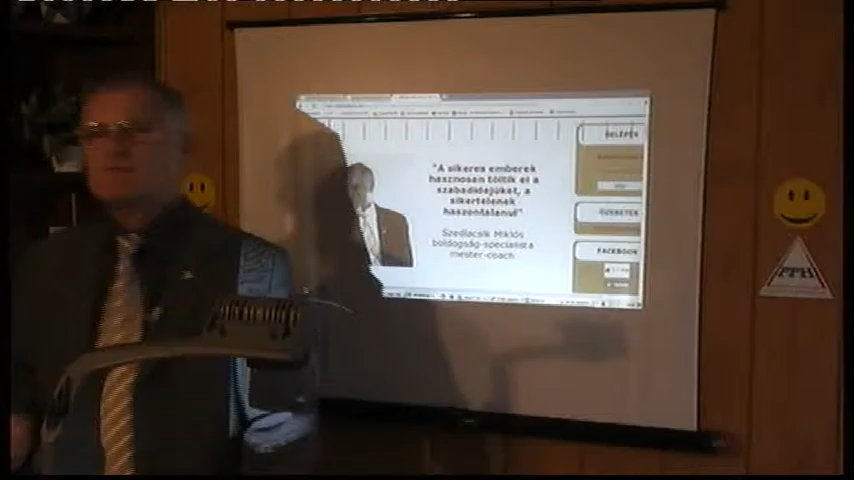 BELÉPÉS
"A sikeres emberek
hasznosan töltik el a
szabadidejüket, a
sikertelenek
haszontalanul"
Szedlacsik Miklós
boldogság-specialista
mester-coach
ÜZENETEK
FACEBOOK
PPH